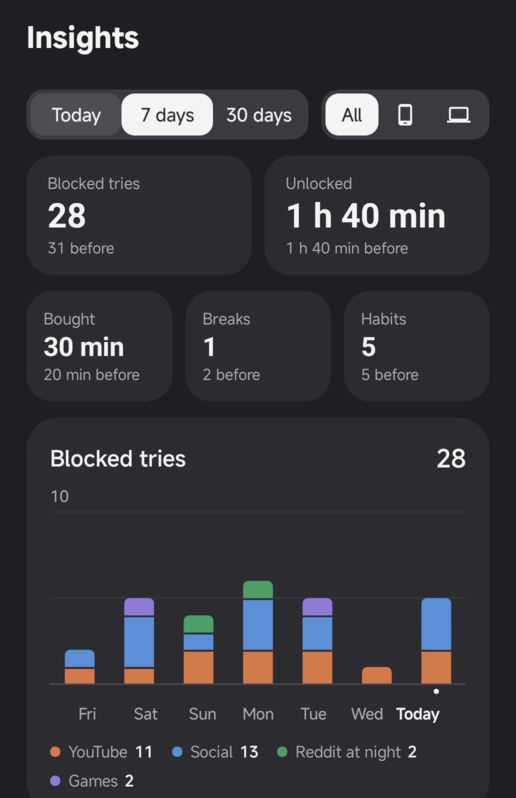 Insights
Today 7 days 30 days All
Blocked tries Unlocked
28 1 h 40 min
31 before 1 h 40 min before
Bought Breaks Habits
30 min 1 5
20 min before 2 before 5 before
Blocked tries 28
10
Fri Sat Sun Mon Tue Wed Today
YouTube 11 Social 13 Reddit at night 2
Games 2